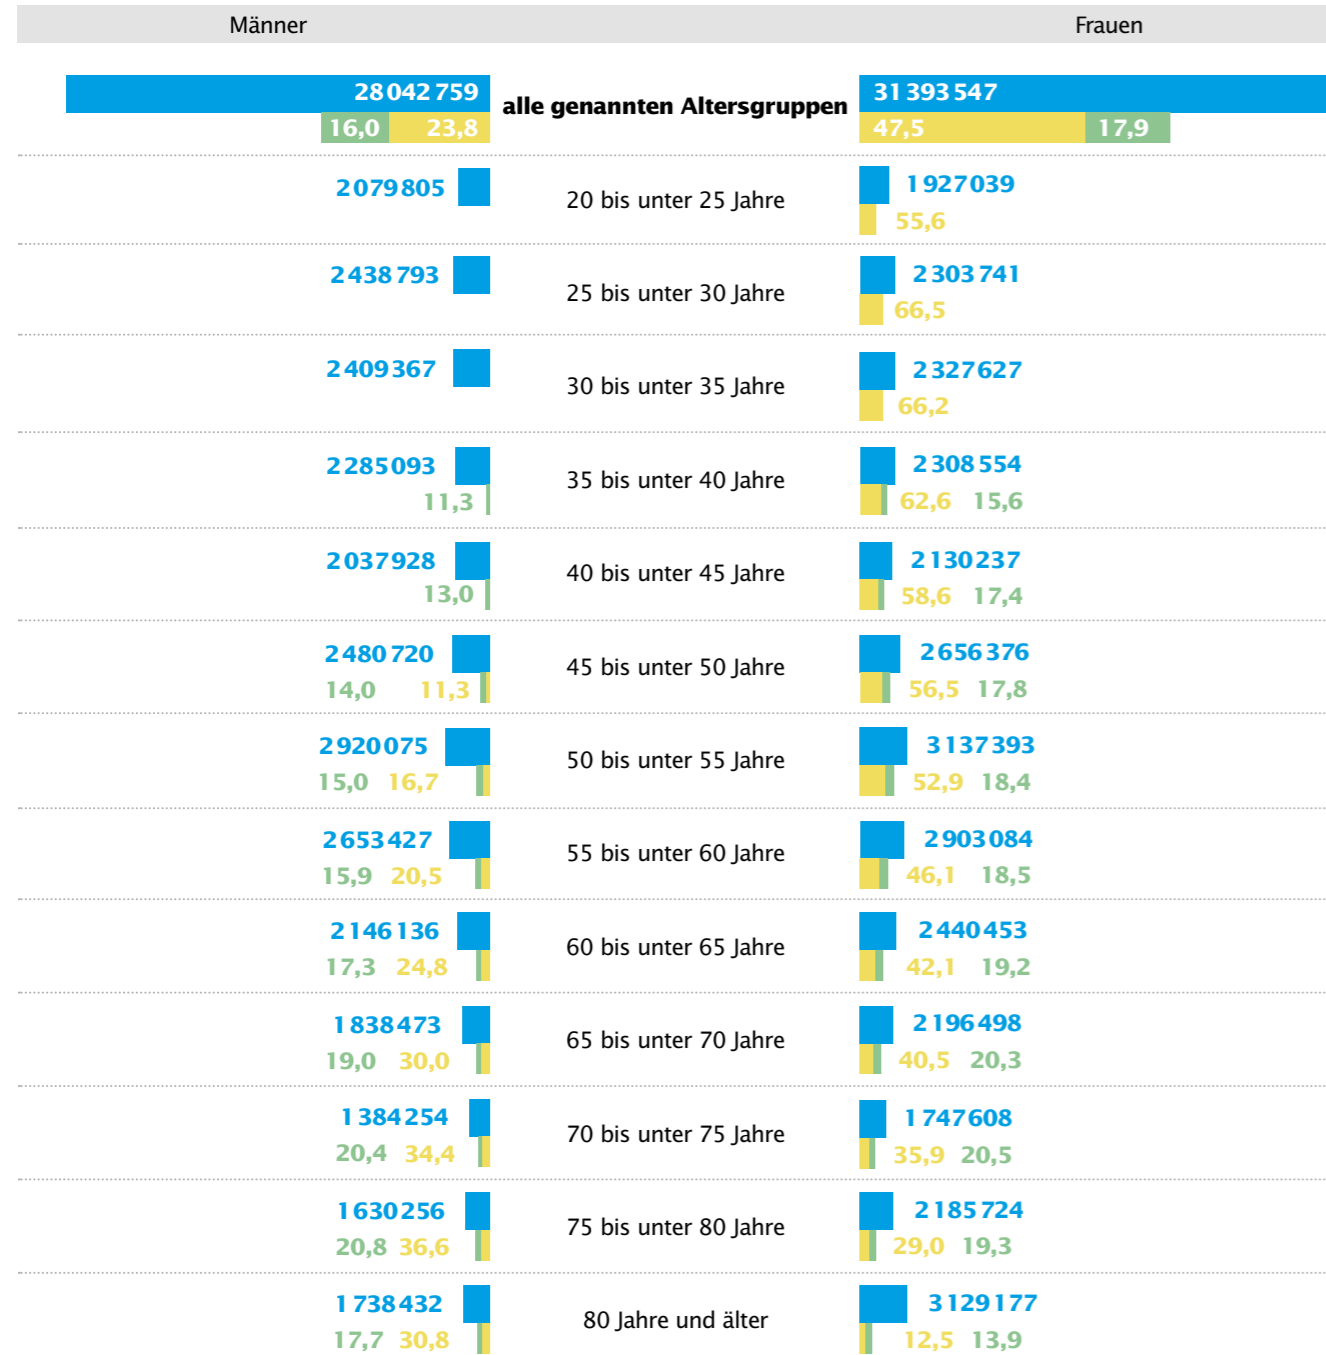 Männer Frauen
28 042 759 alle genannten Altersgruppen 31 393 547
16,0 23,8 47,5 17,9
2 079 805 20 bis unter 25 Jahre 1 927 039
55,6
2 438 793 25 bis unter 30 Jahre 2 303 741
66,5
2 409 367 30 bis unter 35 Jahre 2 327 627
66,2
2 285 093 35 bis unter 40 Jahre 2 308 554
11,3 62,6 15,6
2 037 928 40 bis unter 45 Jahre 2 130 237
13,0 58,6 17,4
2 480 720 45 bis unter 50 Jahre 2 656 376
14,0 11,3 56,5 17,8
2 920 075 50 bis unter 55 Jahre 3 137 393
15,0 16,7 52,9 18,4
2 653 427 55 bis unter 60 Jahre 2 903 084
15,9 20,5 46,1 18,5
2 146 136 60 bis unter 65 Jahre 2 440 453
17,3 24,8 42,1 19,2
1 838 473 65 bis unter 70 Jahre 2 196 498
19,0 30,0 40,5 20,3
1 384 254 70 bis unter 75 Jahre 1 747 608
20,4 34,4 35,9 20,5
1 630 256 75 bis unter 80 Jahre 2 185 724
20,8 36,6 29,0 19,3
1 738 432 80 Jahre und älter 3 129 177
17,7 30,8 12,5 13,9